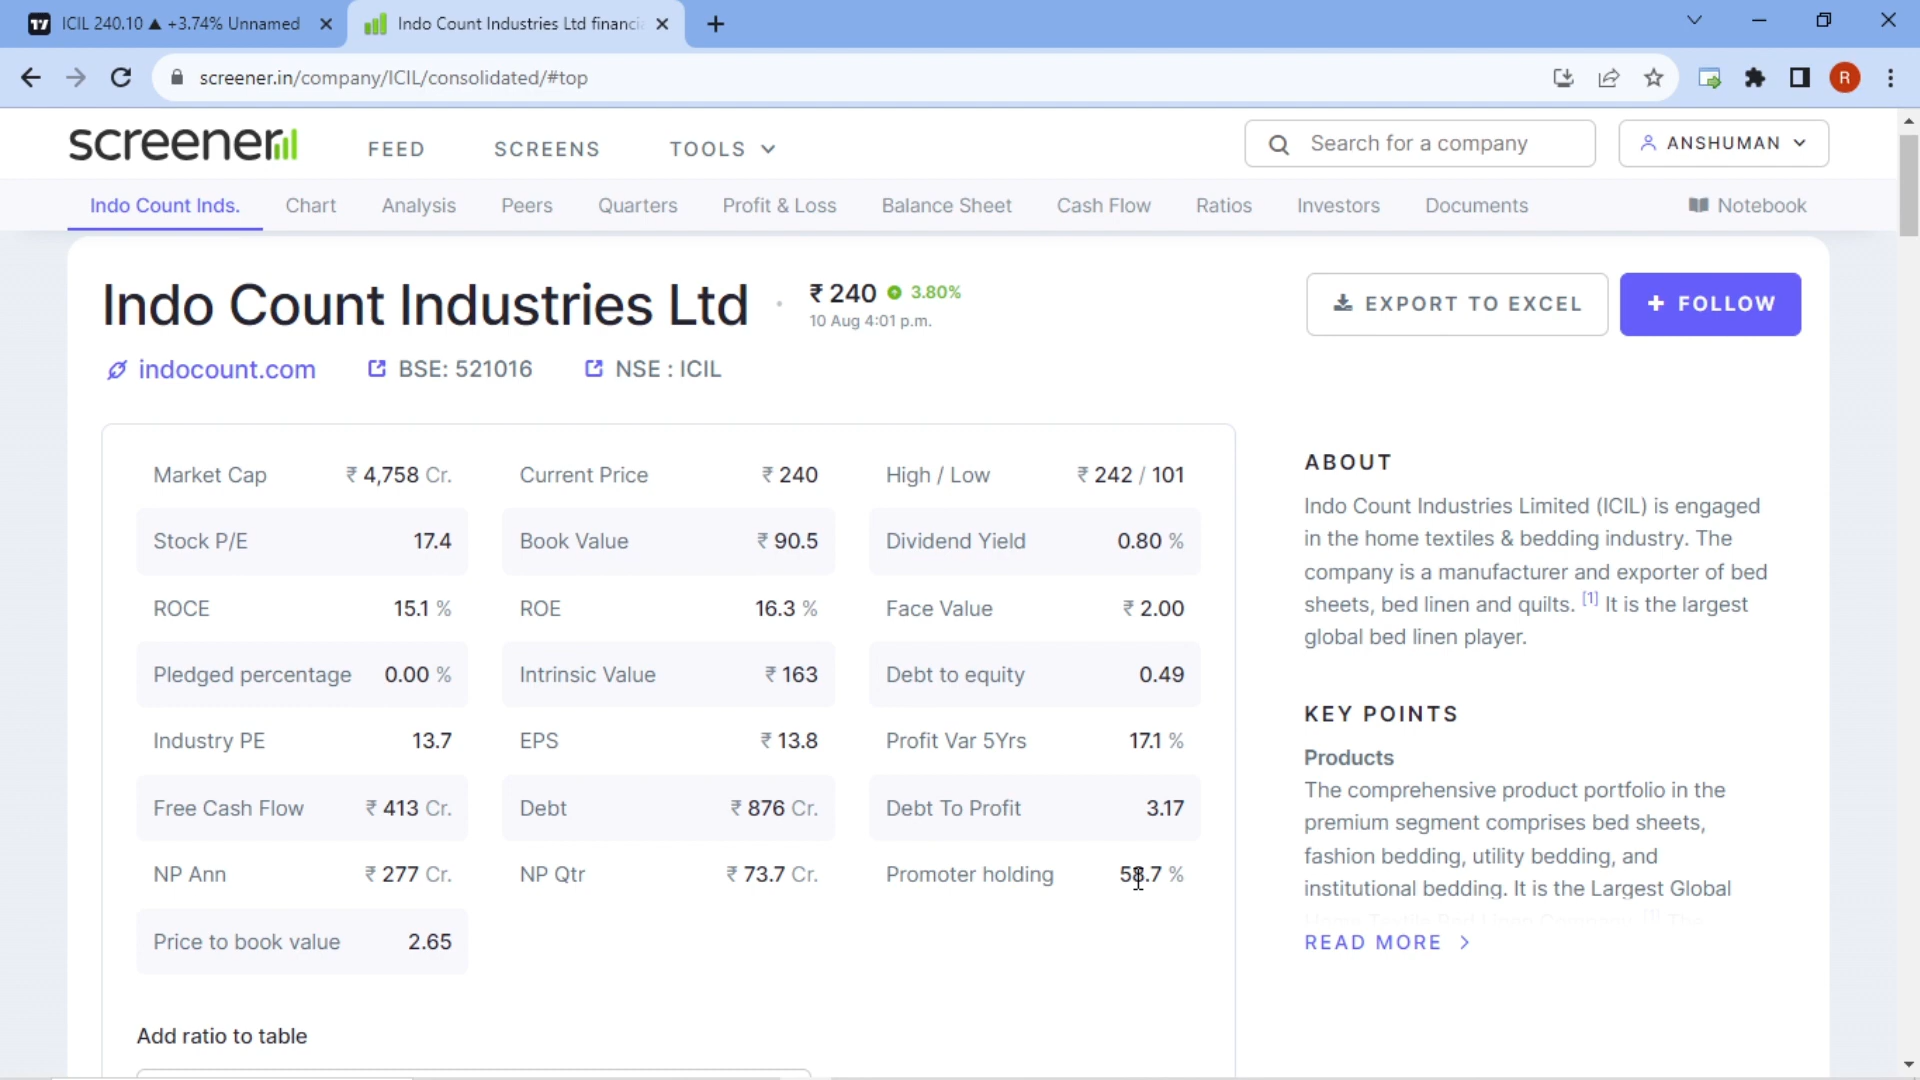 ICIL 240.10 ▲ +3.74% Unnamed
Indo Count Industries Ltd financi
screener.in/company/ICIL/consolidated/#top
R
screener
FEED
SCREENS
TOOLS
Search for a company
ANSHUMAN
Indo Count Inds.
Chart
Analysis
Peers
Quarters
Profit & Loss
Balance Sheet
Cash Flow
Ratios
Investors
Documents
Notebook
Indo Count Industries Ltd
₹ 240 3.80%
10 Aug 4:01 p.m.
EXPORT TO EXCEL
+ FOLLOW
indocount.com
BSE: 521016
NSE : ICIL
Market Cap ₹ 4,758 Cr.
Current Price ₹ 240
High / Low ₹ 242 / 101
Stock P/E 17.4
Book Value ₹ 90.5
Dividend Yield 0.80 %
ROCE 15.1 %
ROE 16.3 %
Face Value ₹ 2.00
Pledged percentage 0.00 %
Intrinsic Value ₹ 163
Debt to equity 0.49
Industry PE 13.7
EPS ₹ 13.8
Profit Var 5Yrs 17.1 %
Free Cash Flow ₹ 413 Cr.
Debt ₹ 876 Cr.
Debt To Profit 3.17
NP Ann ₹ 277 Cr.
NP Qtr ₹ 73.7 Cr.
Promoter holding 58.7 %
Price to book value 2.65
Add ratio to table
ABOUT
Indo Count Industries Limited (ICIL) is engaged
in the home textiles & bedding industry. The
company is a manufacturer and exporter of bed
sheets, bed linen and quilts. [1] It is the largest
global bed linen player.
KEY POINTS
Products
The comprehensive product portfolio in the
premium segment comprises bed sheets,
fashion bedding, utility bedding, and
institutional bedding. It is the Largest Global
READ MORE